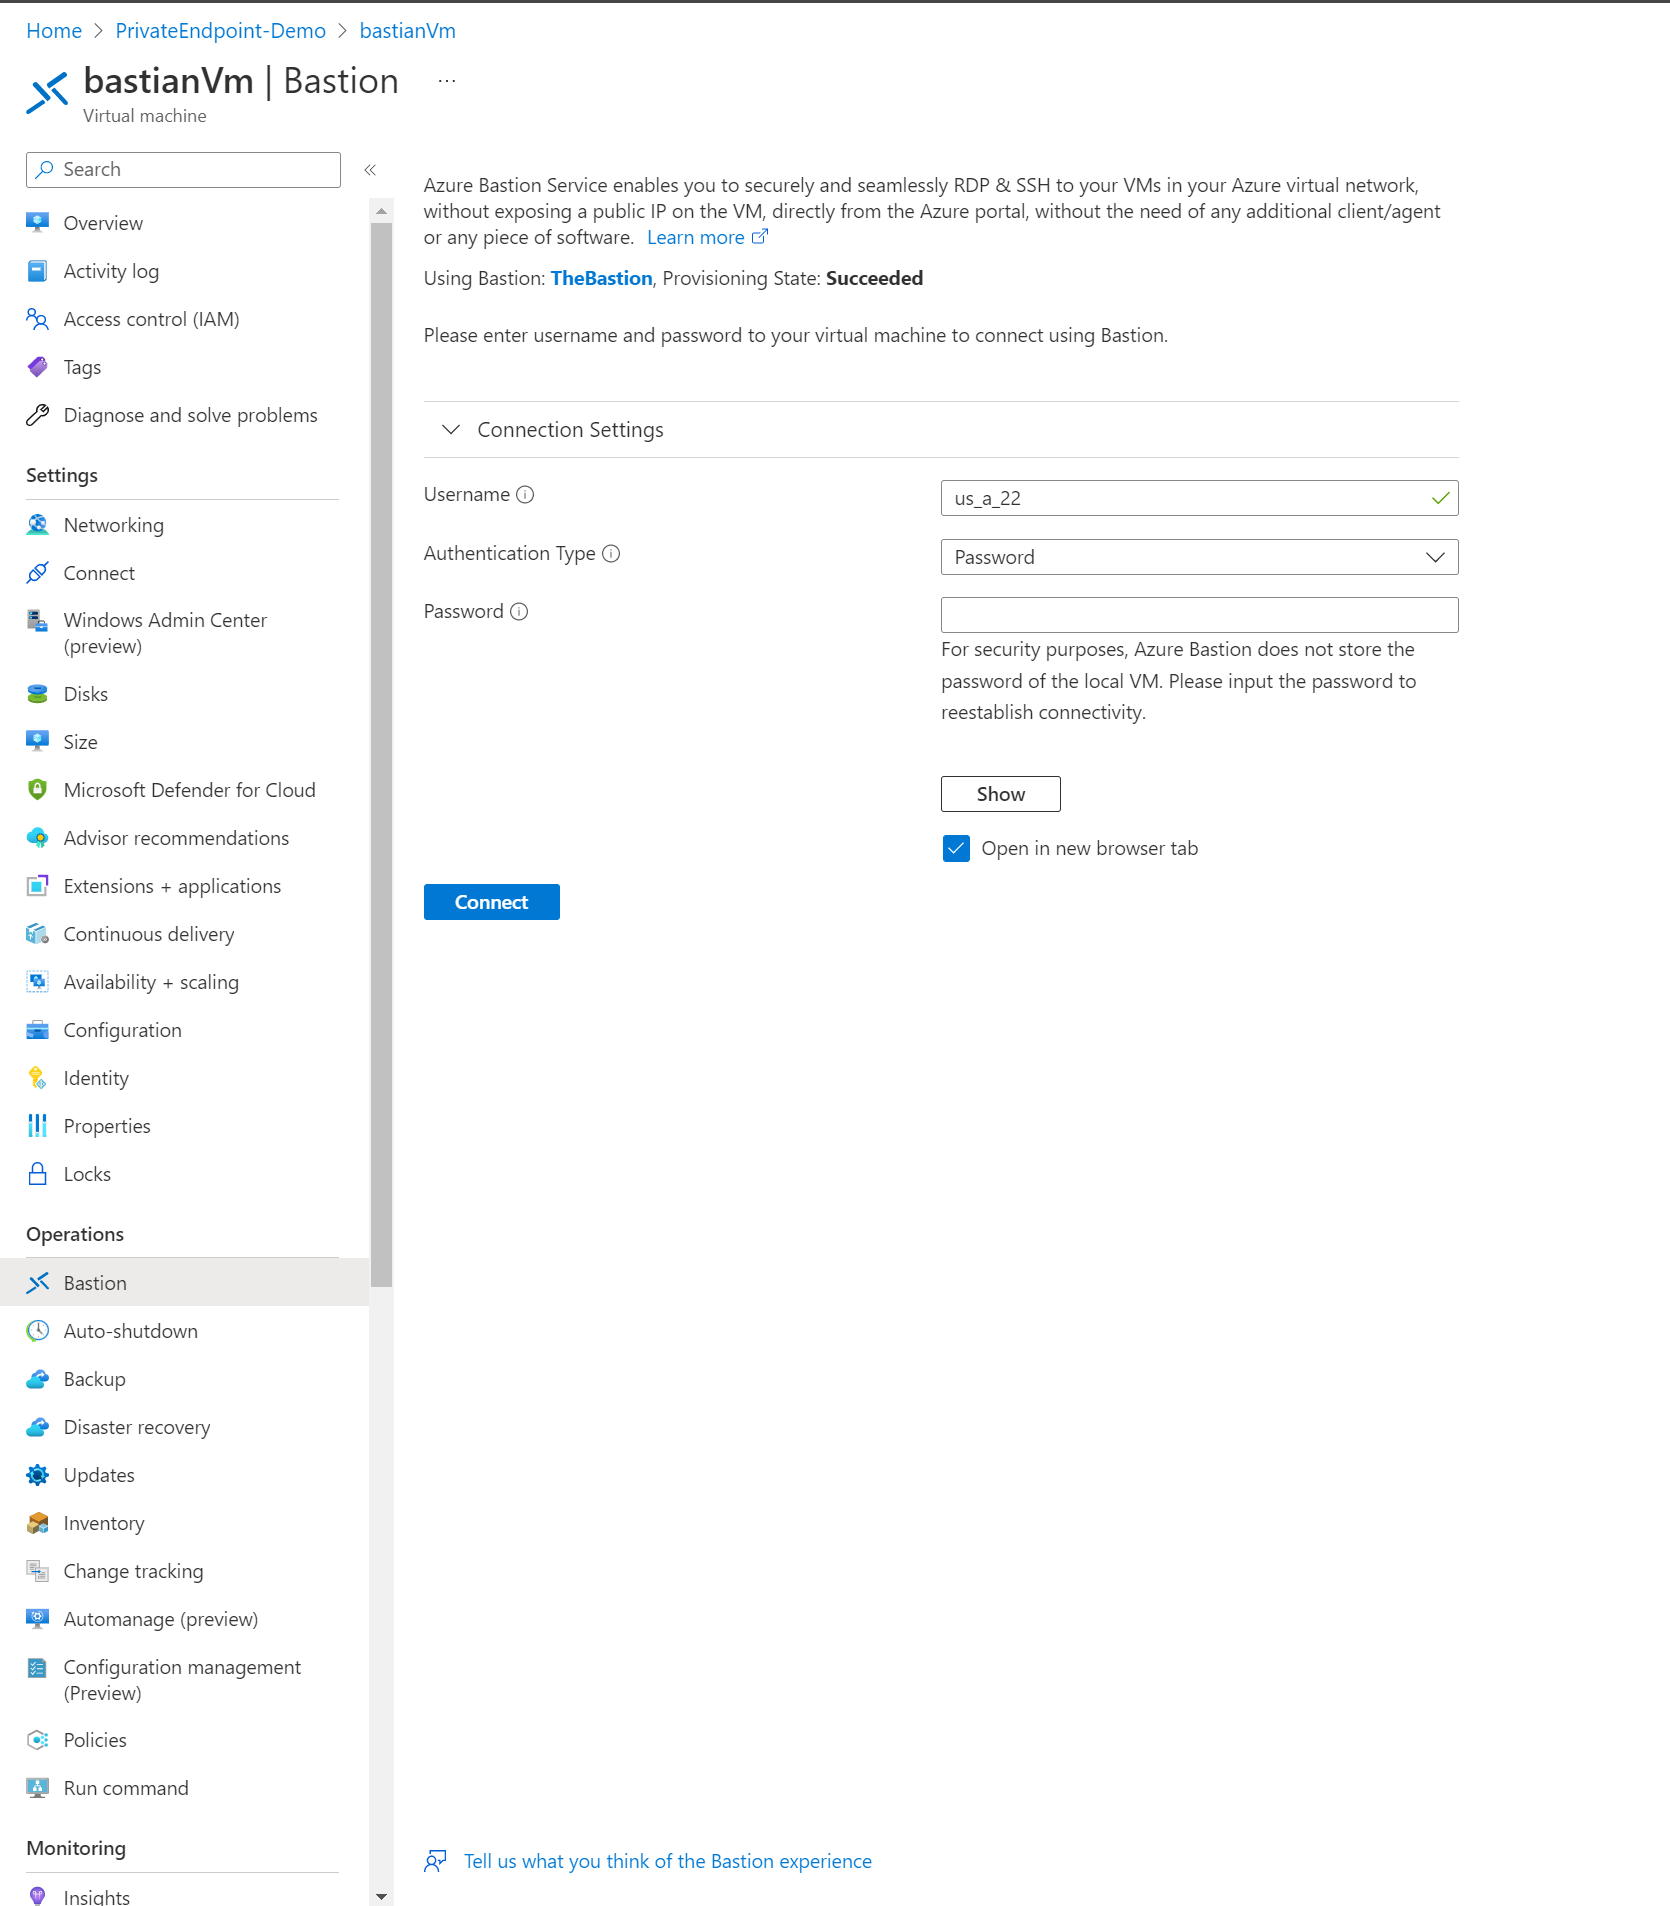 Home > PrivateEndpoint-Demo > bastianVm
bastianVm | Bastion ...
Virtual machine
Search
«
Overview
Activity log
Access control (IAM)
Tags
Diagnose and solve problems
Settings
Networking
Connect
Windows Admin Center
(preview)
Disks
Size
Microsoft Defender for Cloud
Advisor recommendations
Extensions + applications
Continuous delivery
Availability + scaling
Configuration
Identity
Properties
Locks
Operations
Bastion
Auto-shutdown
Backup
Disaster recovery
Updates
Inventory
Change tracking
Automanage (preview)
Configuration management
(Preview)
Policies
Run command
Monitoring
Insights
Azure Bastion Service enables you to securely and seamlessly RDP & SSH to your VMs in your Azure virtual network,
without exposing a public IP on the VM, directly from the Azure portal, without the need of any additional client/agent
or any piece of software. Learn more
Using Bastion: TheBastion, Provisioning State: Succeeded
Please enter username and password to your virtual machine to connect using Bastion.
Connection Settings
Username
us_a_22
Authentication Type
Password
Password
For security purposes, Azure Bastion does not store the
password of the local VM. Please input the password to
reestablish connectivity.
Show
Open in new browser tab
Connect
Tell us what you think of the Bastion experience